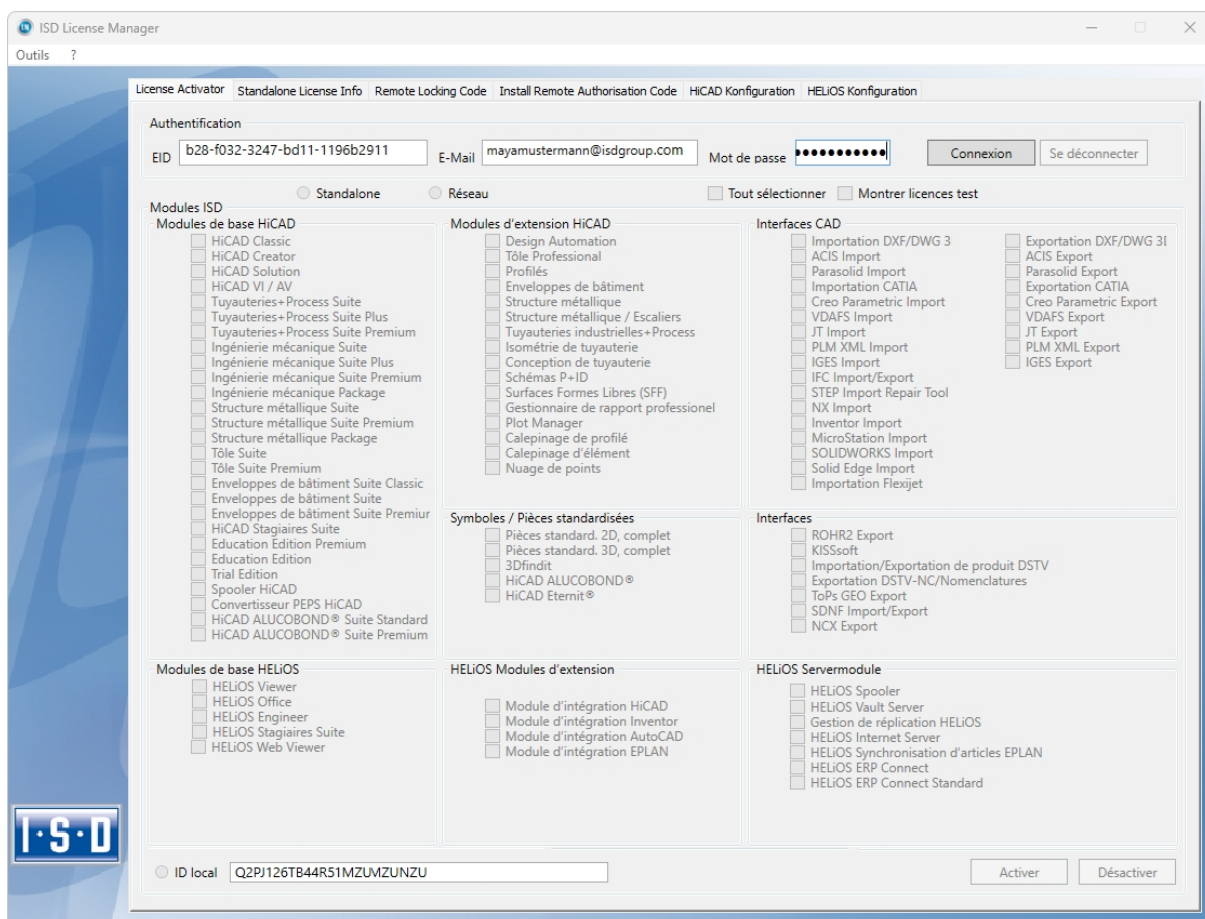 ISD License Manager
Outils ?
License Activator Standalone License Info Remote Locking Code Install Remote Authorisation Code HiCAD Konfiguration HELiOS Konfiguration
Authentification
EID b28-f032-3247-bd11-1196b2911 E-Mail mayamustermann@isdgroup.com Mot de passe ●●●●●●●●●●● Connexion Se déconnecter
Standalone Réseau Tout sélectionner Montrer licences test
Modules ISD
Modules de base HiCAD
HiCAD Classic
HiCAD Creator
HiCAD Solution
HiCAD VI / AV
Tuyauteries+Process Suite
Tuyauteries+Process Suite Plus
Tuyauteries+Process Suite Premium
Ingénierie mécanique Suite
Ingénierie mécanique Suite Plus
Ingénierie mécanique Suite Premium
Ingénierie mécanique Package
Structure métallique Suite
Structure métallique Suite Premium
Structure métallique Package
Tôle Suite
Tôle Suite Premium
Enveloppes de bâtiment Suite Classic
Enveloppes de bâtiment Suite
Enveloppes de bâtiment Suite Premiur
HiCAD Stagiaires Suite
Education Edition Premium
Education Edition
Trial Edition
Spooler HiCAD
Convertisseur PEPS HiCAD
HiCAD ALUCOBOND® Suite Standard
HiCAD ALUCOBOND® Suite Premium
Modules d'extension HiCAD
Design Automation
Tôle Professional
Profilés
Enveloppes de bâtiment
Structure métallique
Structure métallique / Escaliers
Tuyauteries industrielles+Process
Isométrie de tuyauterie
Conception de tuyauterie
Schémas P+ID
Surfaces Formes Libres (SFF)
Gestionnaire de rapport professionel
Plot Manager
Calepinage de profilé
Calepinage d'élément
Nuage de points
Interfaces CAD
Importation DXF/DWG 3
ACIS Import
Parasolid Import
Importation CATIA
Creo Parametric Import
VDAFS Import
JT Import
PLM XML Import
IGES Import
IFC Import/Export
STEP Import Repair Tool
NX Import
Inventor Import
MicroStation Import
SOLIDWORKS Import
Solid Edge Import
Importation Flexijet
Exportation DXF/DWG 3I
ACIS Export
Parasolid Export
Exportation CATIA
Creo Parametric Export
VDAFS Export
JT Export
PLM XML Export
IGES Export
Symboles / Pièces standardisées
Pièces standard. 2D, complet
Pièces standard. 3D, complet
3Dfindit
HiCAD ALUCOBOND®
HiCAD Eternit®
Interfaces
ROHR2 Export
KISSsoft
Importation/Exportation de produit DSTV
Exportation DSTV-NC/Nomenclatures
ToPs GEO Export
SDNF Import/Export
NCX Export
Modules de base HELiOS
HELiOS Viewer
HELiOS Office
HELiOS Engineer
HELiOS Stagiaires Suite
HELiOS Web Viewer
HELiOS Modules d'extension
Module d'intégration HiCAD
Module d'intégration Inventor
Module d'intégration AutoCAD
Module d'intégration EPLAN
HELiOS Servermodule
HELiOS Spooler
HELiOS Vault Server
Gestion de réplication HELiOS
HELiOS Internet Server
HELiOS Synchronisation d'articles EPLAN
HELiOS ERP Connect
HELiOS ERP Connect Standard
I·S·D
ID local Q2PJ126TB44R51MZUMZUNZU Activer Désactiver